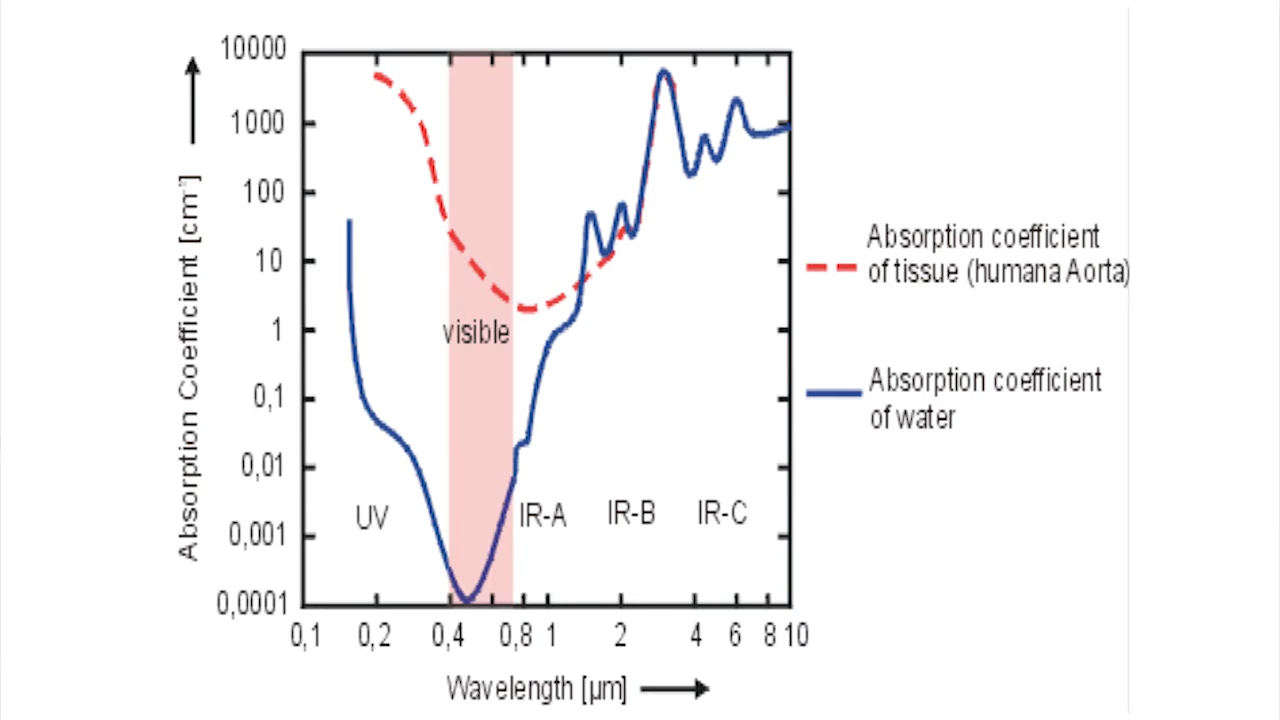 10000
1000
100
10
1
0,1
0,01
0,001
0,0001
Absorption Coefficient [cm⁻¹]
visible
UV
IR-A
IR-B
IR-C
0,1 0,2 0,4 0,8 1 2 4 6 8 10
Wavelength [µm]
Absorption coefficient
of tissue (humana Aorta)
Absorption coefficient
of water